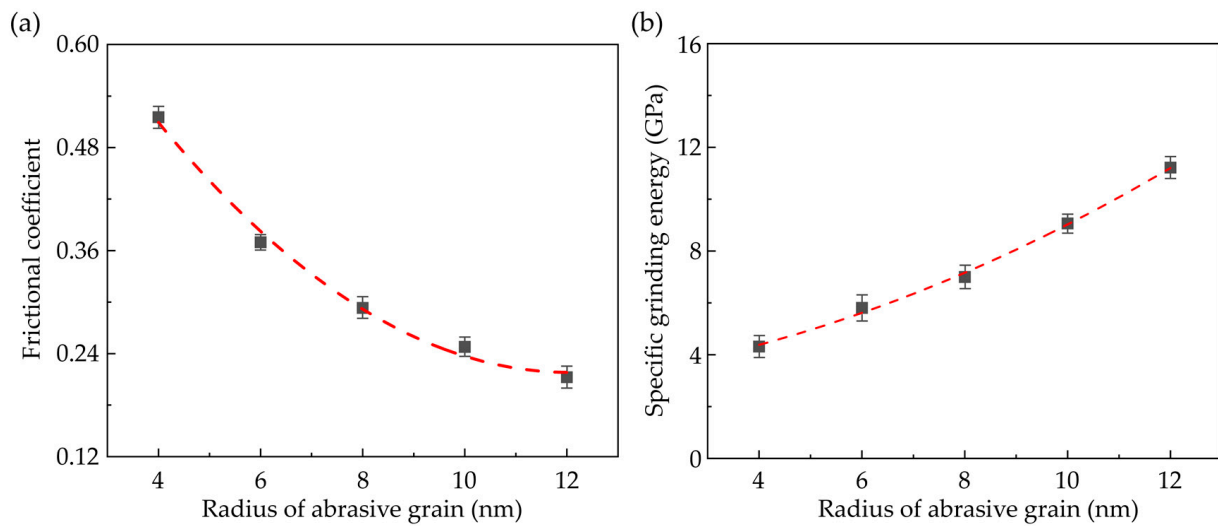 (a)
0.60
0.48
0.36
0.24
0.12
Frictional coefficient
4 6 8 10 12
Radius of abrasive grain (nm)
(b)
16
12
8
4
0
Specific grinding energy (GPa)
4 6 8 10 12
Radius of abrasive grain (nm)